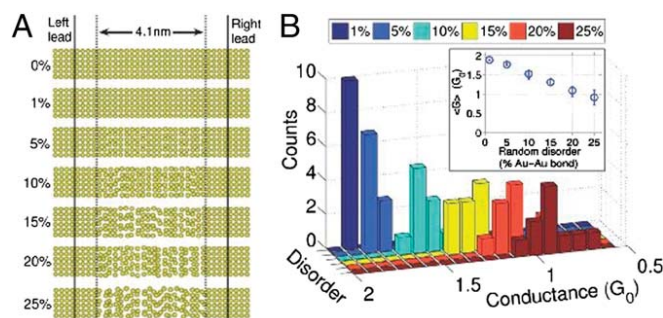 A
Left lead
4.1nm
Right lead
0%
1%
5%
10%
15%
20%
25%
B
1% 5% 10% 15% 20% 25%
Counts
10
8
6
4
2
0
Disorder
2
1.5
1
0.5
Conductance (G₀)
<G> (G₀)
2
1.5
1
0.5
0
0 5 10 15 20 25
Random disorder
(% Au-Au bond)